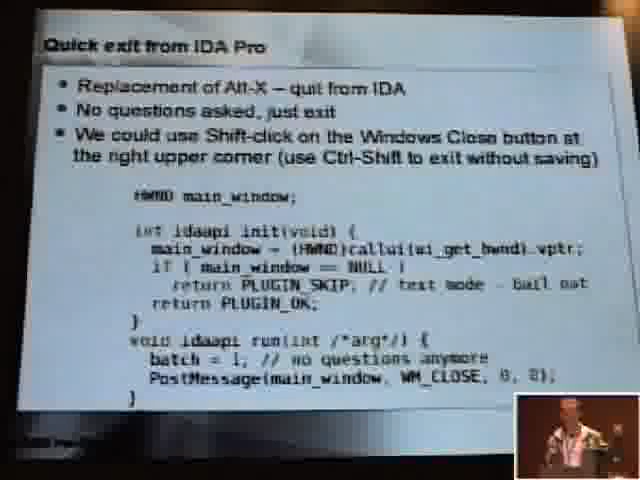 Quick exit from IDA Pro
• Replacement of Alt-X – quit from IDA
• No questions asked, just exit
• We could use Shift-click on the Windows Close button at
the right upper corner (use Ctrl-Shift to exit without saving)
HWND main_window;
int idaapi init(void) {
main_window = (HWND)callui(ui_get_hwnd).vptr;
if ( main_window == NULL )
return PLUGIN_SKIP; // text mode - bail out
return PLUGIN_OK;
}
void idaapi run(int /*arg*/) {
batch = 1; // no questions anymore
PostMessage(main_window, WM_CLOSE, 0, 0);
}